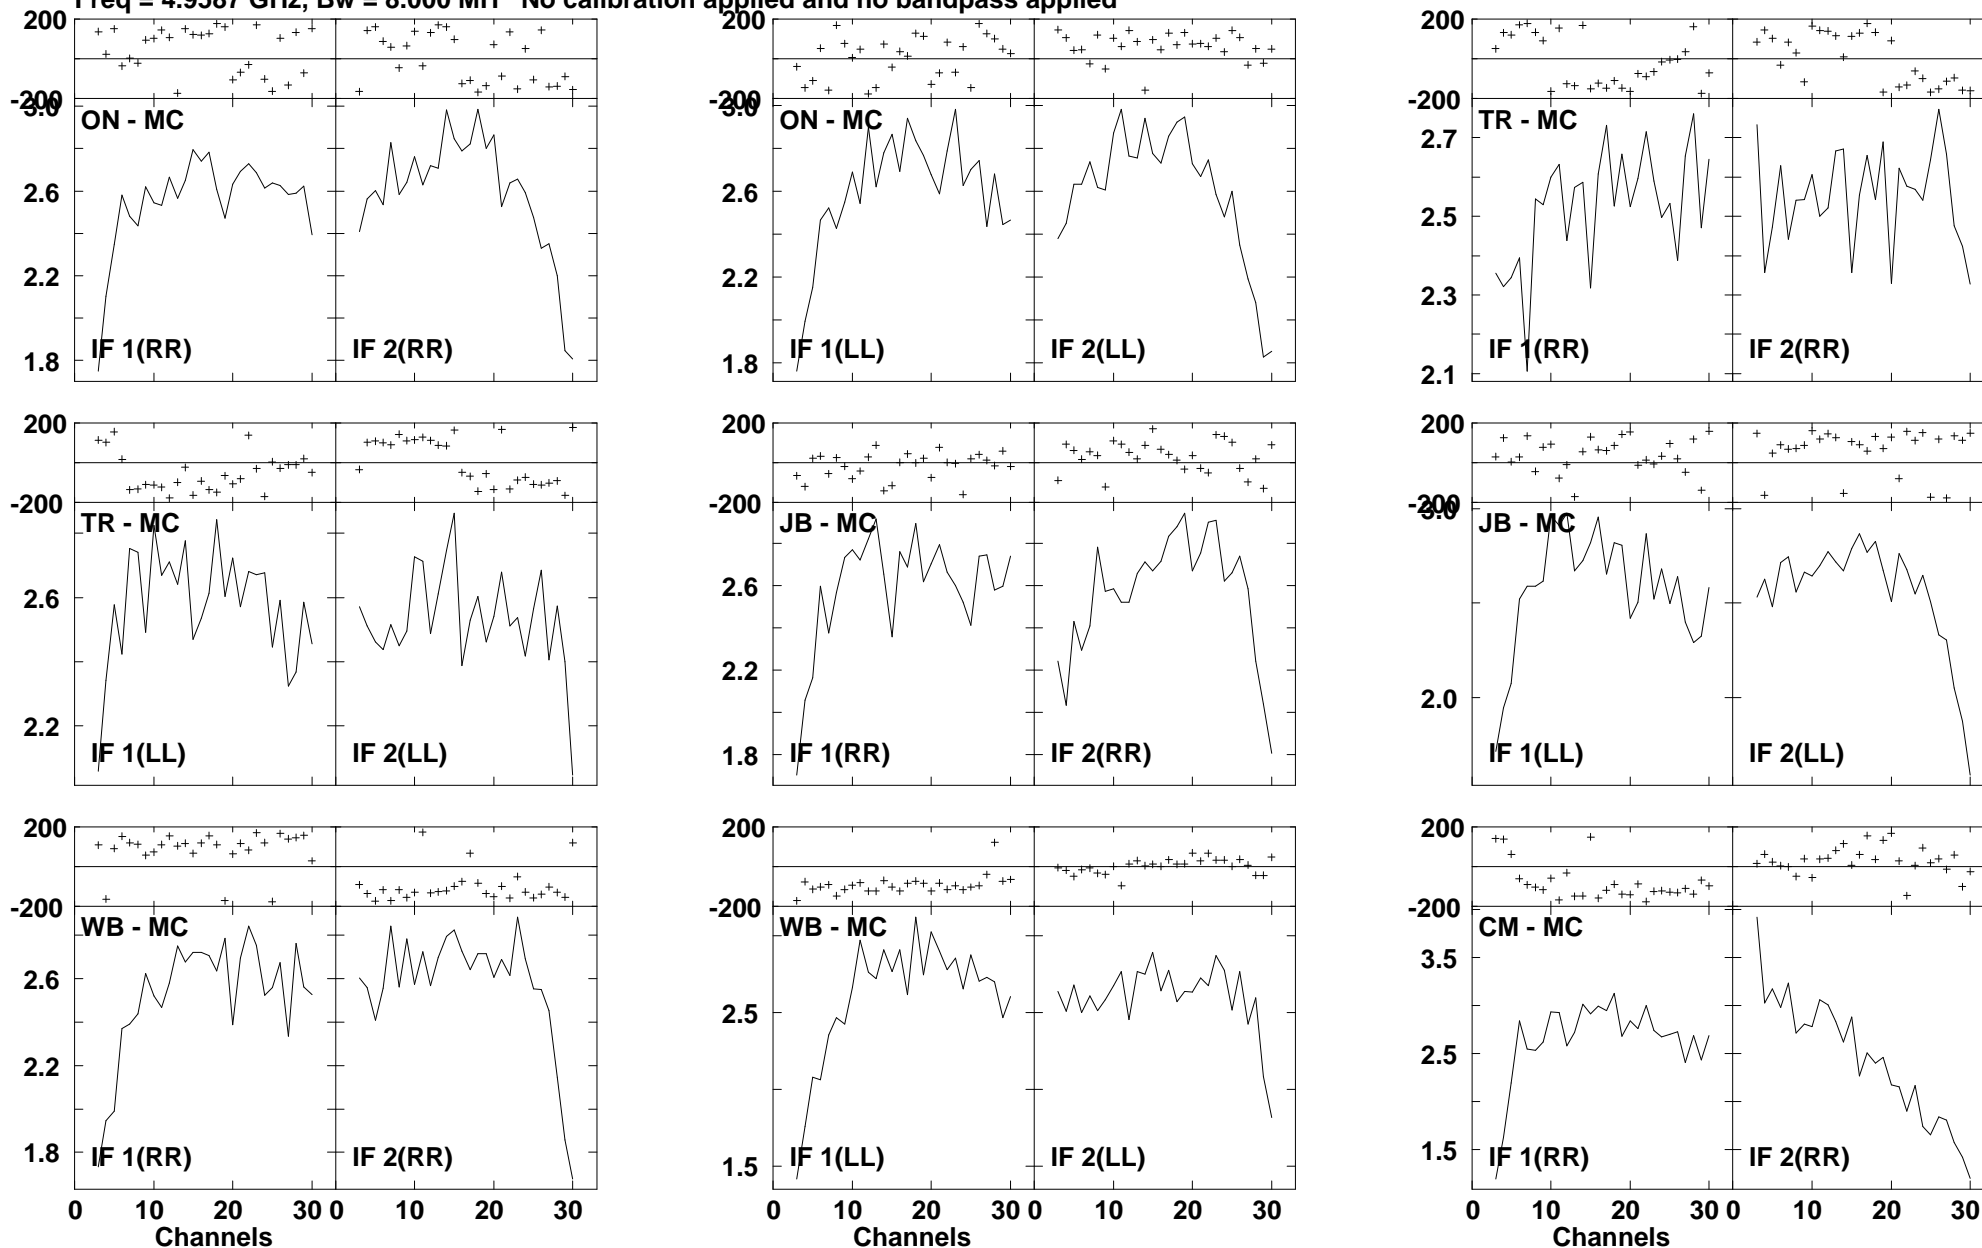 Freq = 4.9587 GHz, Bw = 8.000 MH No calibration applied and no bandpass applied
200 200 200
-200 -200 -200
3.0 3.0
ON - MC ON - MC TR - MC
2.7
2.6 2.6
2.5
2.2 2.2
2.3
1.8 1.8
2.1
IF 1(RR) IF 2(RR) IF 1(LL) IF 2(LL) IF 1(RR) IF 2(RR)
200 200 200
-200 -200 -200
3.0
TR - MC JB - MC JB - MC
2.6 2.6
2.2 2.2
2.0
1.8
IF 1(LL) IF 2(LL) IF 1(RR) IF 2(RR) IF 1(LL) IF 2(LL)
200 200 200
-200 -200 -200
WB - MC WB - MC CM - MC
3.5
2.6
2.5 2.5
2.2
1.8
1.5 1.5
IF 1(RR) IF 2(RR) IF 1(LL) IF 2(LL) IF 1(RR) IF 2(RR)
0 10 20 30 0 10 20 30 0 10 20 30 0 10 20 30 0 10 20 30 0 10 20 30
Channels Channels Channels